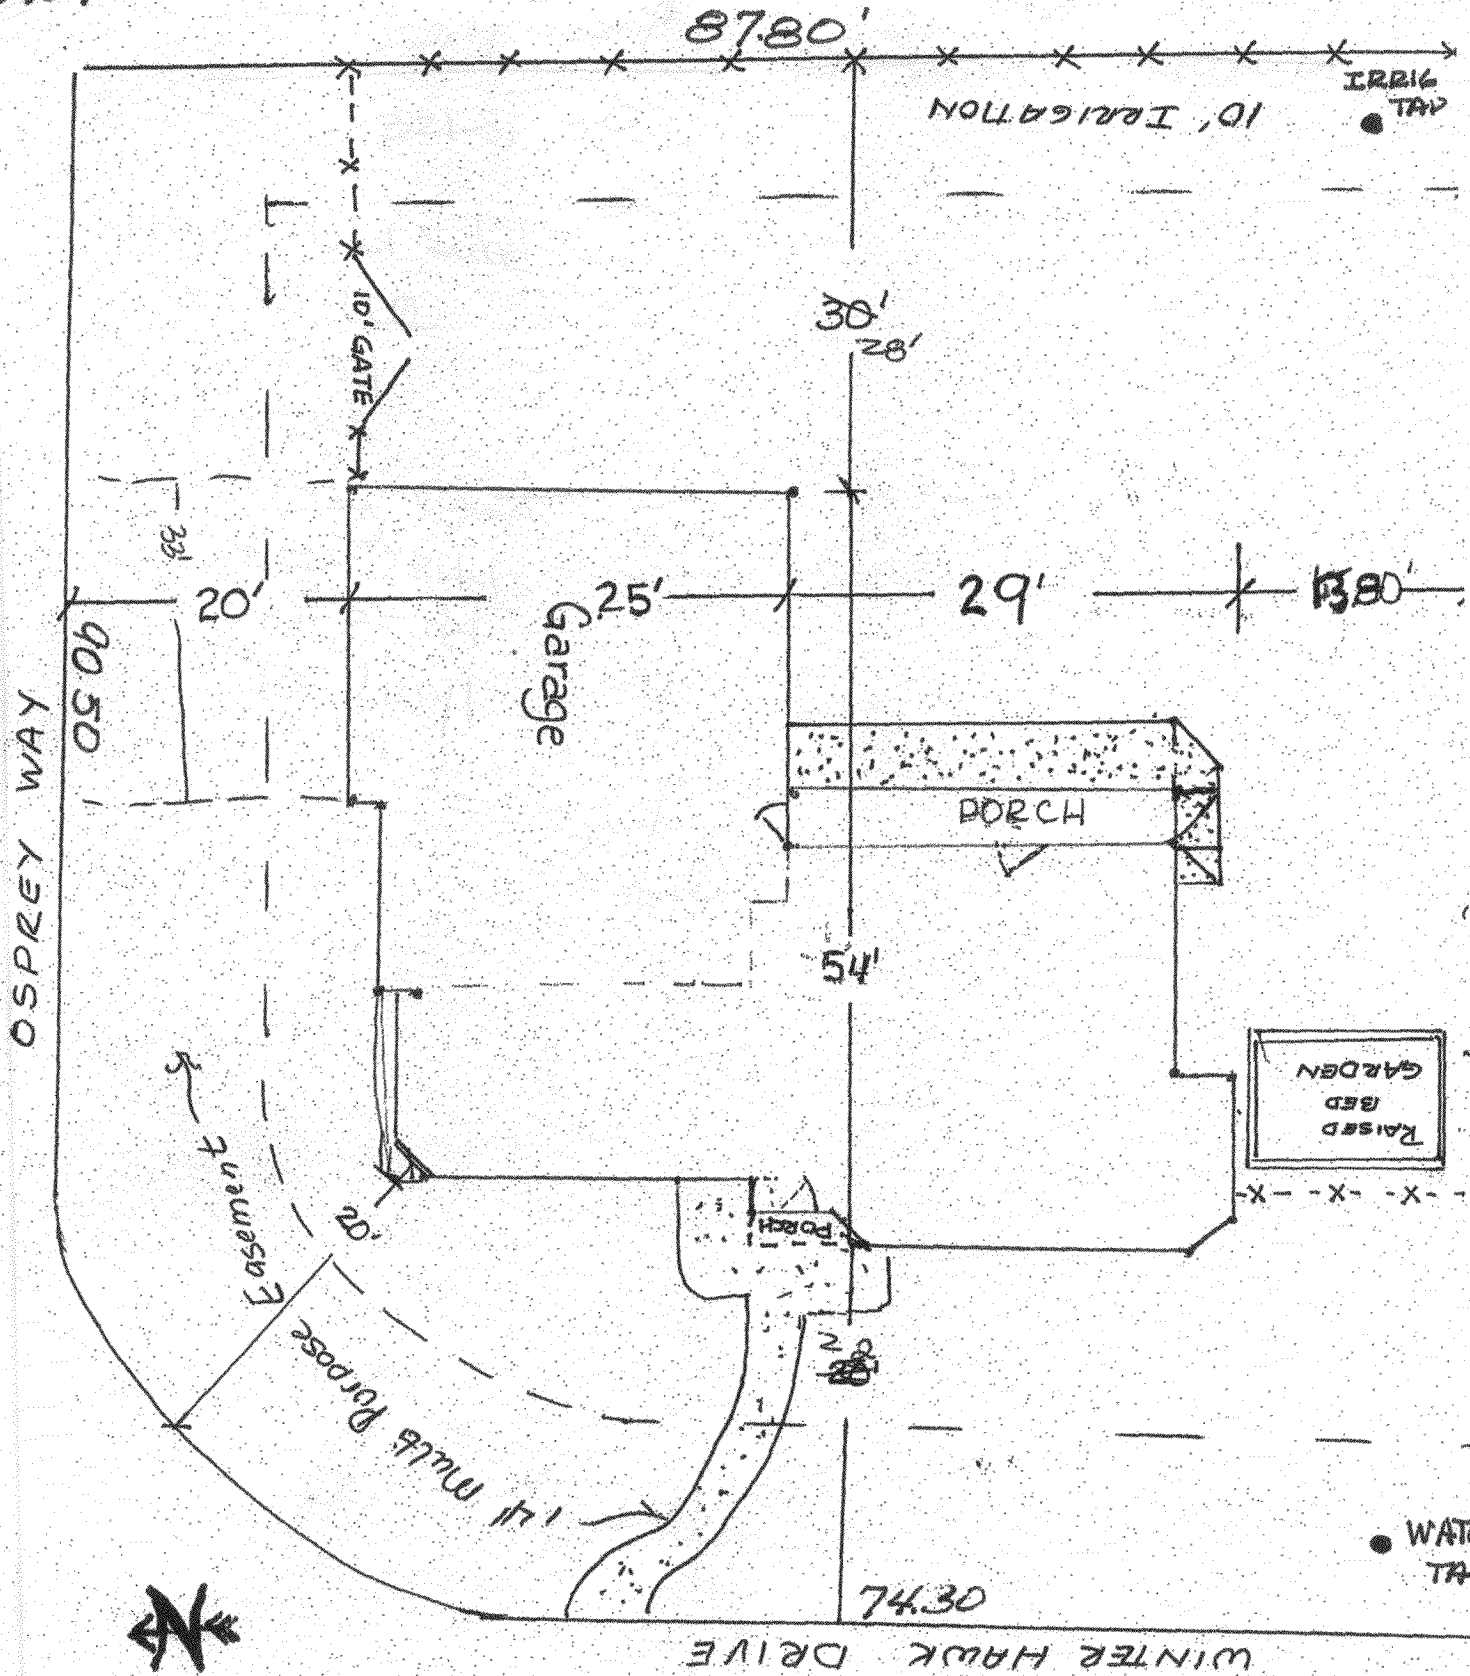 87.80'
IRRIG
TAP
10' IRRIGATION
10' GATE
30'
28'
33'
20'
25'
29'
13.80'
Garage
90.50
OSPREY WAY
PORCH
54'
RAISED
BED
GARDEN
20'
PORCH
14' Multi Purpose Easement
22
74.30
WAT
TA
N
WINTER HAWK DRIVE